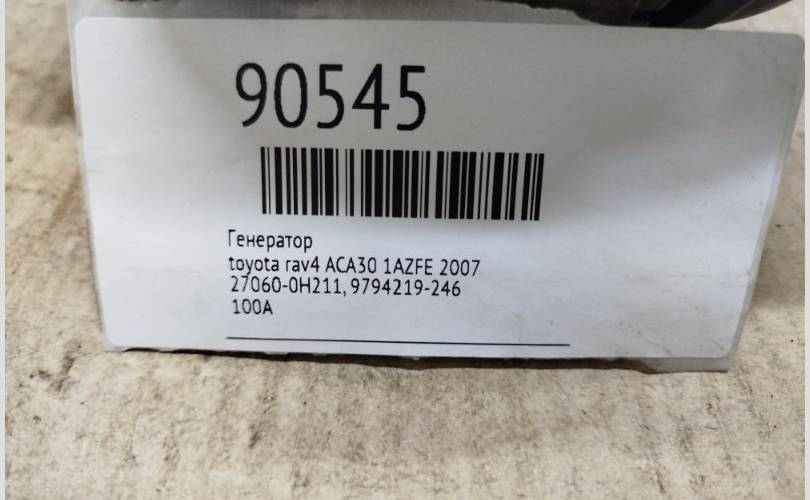 90545
Генератор
toyota rav4 ACA30 1AZFE 2007
27060-0H211, 9794219-246
100A